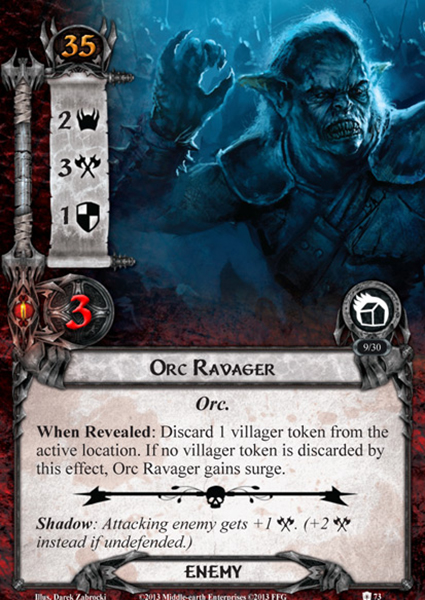 35
2
3
1
3
9/30
Orc Ravager
Orc.
When Revealed: Discard 1 villager token from the
active location. If no villager token is discarded by
this effect, Orc Ravager gains surge.
Shadow: Attacking enemy gets +1 . (+2
instead if undefended.)
ENEMY
Illus. Darek Zabrocki ©2013 Middle-earth Enterprises ©2013 FFG 73